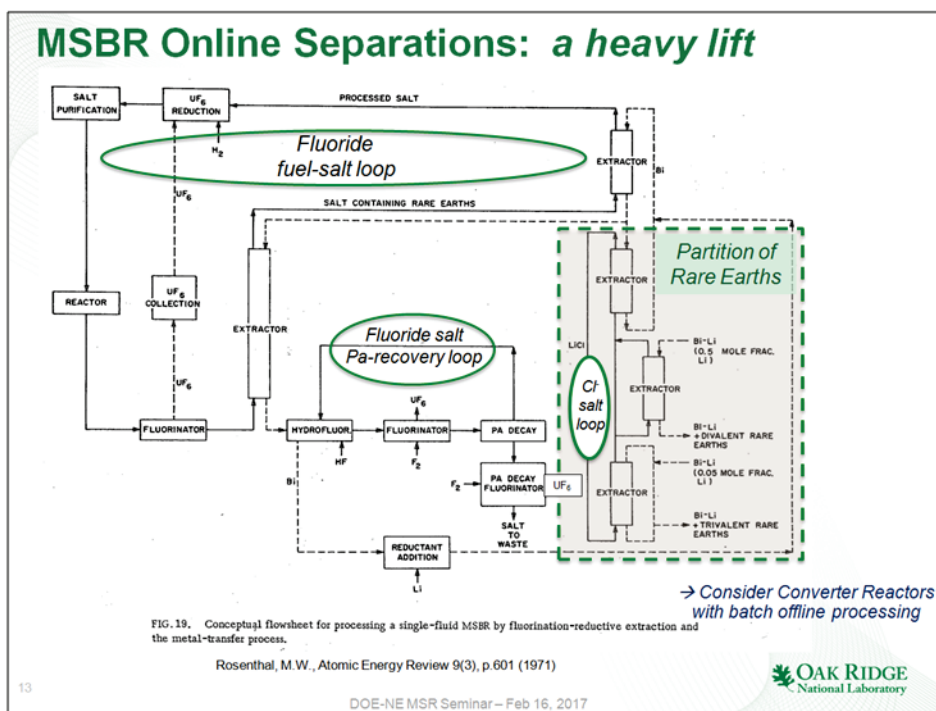 MSBR Online Separations: a heavy lift
SALT
PURIFICATION
UF6
REDUCTION
PROCESSED SALT
H2
Fluoride
fuel-salt loop
EXTRACTOR
Bi
UF6
SALT CONTAINING RARE EARTHS
Partition of
Rare Earths
EXTRACTOR
REACTOR
UF6
COLLECTION
EXTRACTOR
Fluoride salt
Pa-recovery loop
LiCl
Bi-Li
(0.5 MOLE FRAC.
Li)
EXTRACTOR
Cl-
salt
loop
UF6
UF6
Bi-Li
+DIVALENT RARE
EARTHS
FLUORINATOR
HYDROFLUOR.
FLUORINATOR
PA DECAY
HF
F2
Bi-Li
(0.05 MOLE FRAC.
Li)
Bi
F2
PA DECAY
FLUORINATOR
UF6
EXTRACTOR
SALT
TO
WASTE
Bi-Li
+TRIVALENT RARE
EARTHS
REDUCTANT
ADDITION
Li
→ Consider Converter Reactors
with batch offline processing
FIG. 19. Conceptual flowsheet for processing a single-fluid MSBR by fluorination-reductive extraction and
the metal-transfer process.
Rosenthal, M.W., Atomic Energy Review 9(3), p.601 (1971)
OAK RIDGE
National Laboratory
13
DOE-NE MSR Seminar – Feb 16, 2017